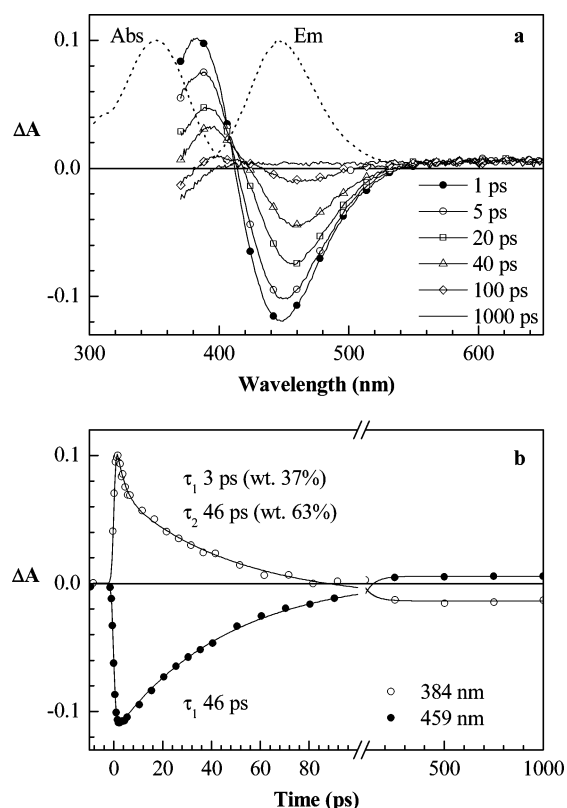 Abs
Em
a
0.1
ΔA
0.0
-0.1
1 ps
5 ps
20 ps
40 ps
100 ps
1000 ps
300 400 500 600
Wavelength (nm)
b
0.1
τ1 3 ps (wt. 37%)
τ2 46 ps (wt. 63%)
ΔA
0.0
-0.1
τ1 46 ps
384 nm
459 nm
0 20 40 60 80 500 1000
Time (ps)